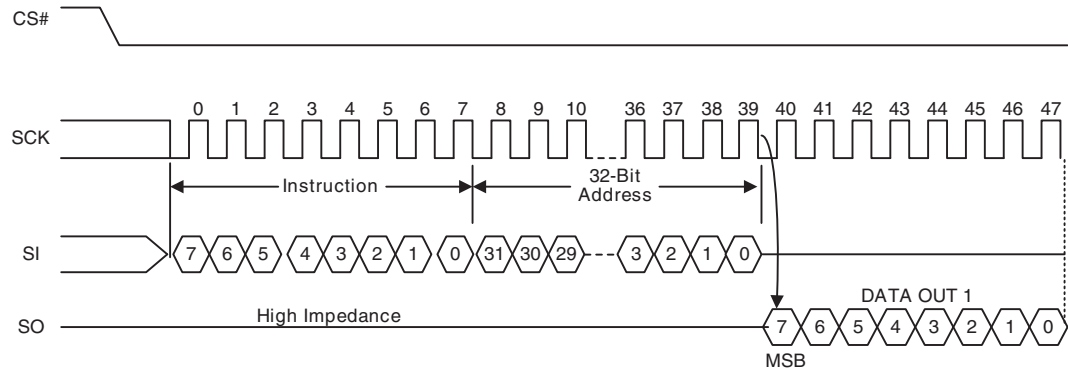 CS#
0 1 2 3 4 5 6 7 8 9 10 36 37 38 39 40 41 42 43 44 45 46 47
SCK
Instruction
32-Bit
Address
SI 7 6 5 4 3 2 1 0 31 30 29 3 2 1 0
DATA OUT 1
SO High Impedance 7 6 5 4 3 2 1 0
MSB